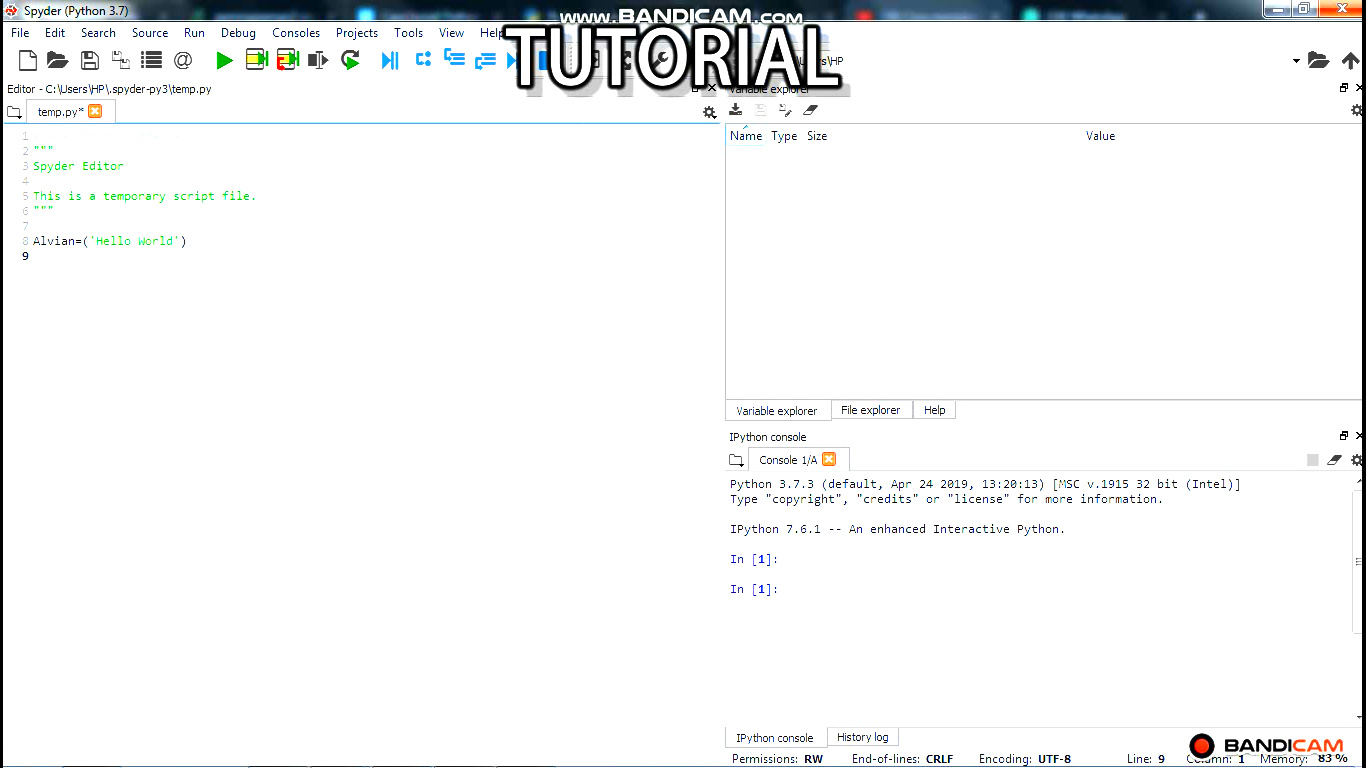 Spyder (Python 3.7)
www.BANDICAM.com
File Edit Search Source Run Debug Consoles Projects Tools View Help
TUTORIAL
Users\HP
Editor - C:\Users\HP\.spyder-py3\temp.py
Variable explorer
temp.py*
Name Type Size Value
1
2 """
3 Spyder Editor
4
5 This is a temporary script file.
6 """
7
8 Alvian=('Hello World')
9
Variable explorer File explorer Help
IPython console
Console 1/A
Python 3.7.3 (default, Apr 24 2019, 13:20:13) [MSC v.1915 32 bit (Intel)]
Type "copyright", "credits" or "license" for more information.
IPython 7.6.1 -- An enhanced Interactive Python.
In [1]:
In [1]:
IPython console History log
BANDICAM
Permissions: RW End-of-lines: CRLF Encoding: UTF-8 Line: 9 Column: 1 Memory: 83 %